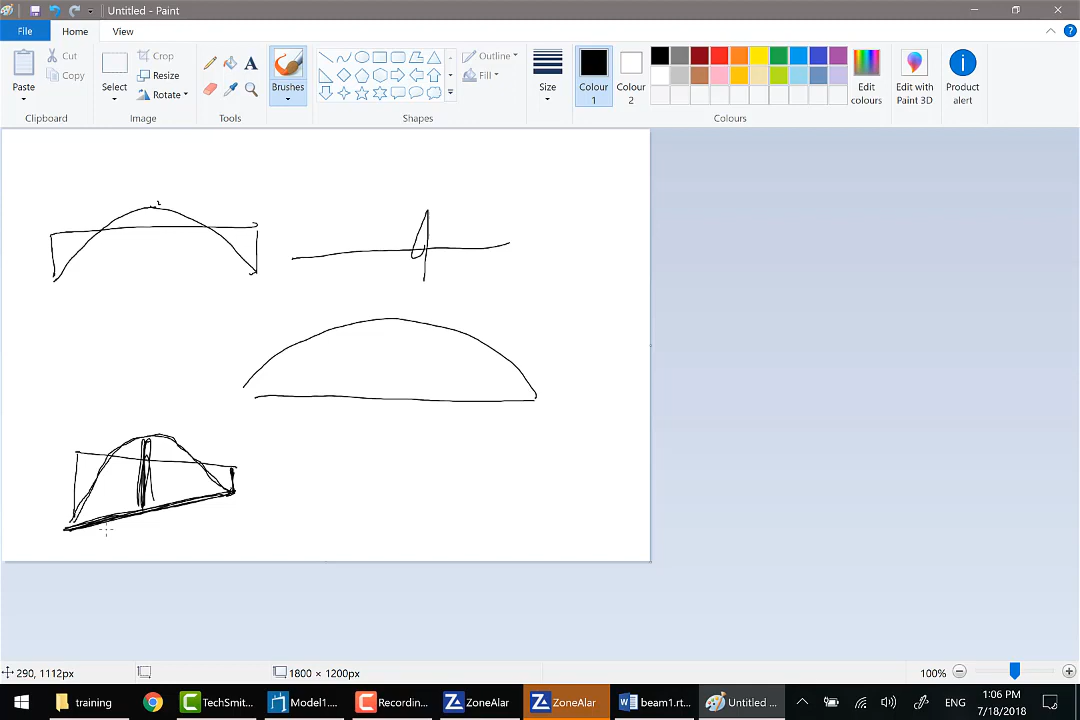 Untitled - Paint
File Home View
Paste
Cut
Copy
Clipboard
Select
Crop
Resize
Rotate
Image
A
Tools
Brushes
Outline
Fill
Shapes
Size
Colour 1
Colour 2
Edit colours
Colours
Edit with Paint 3D
Product alert
290, 1112px
1800 × 1200px
100%
training
TechSmit...
Model1....
Recordin...
ZoneAlar
ZoneAlar
beam1.rt...
Untitled ...
ENG
1:06 PM
7/18/2018